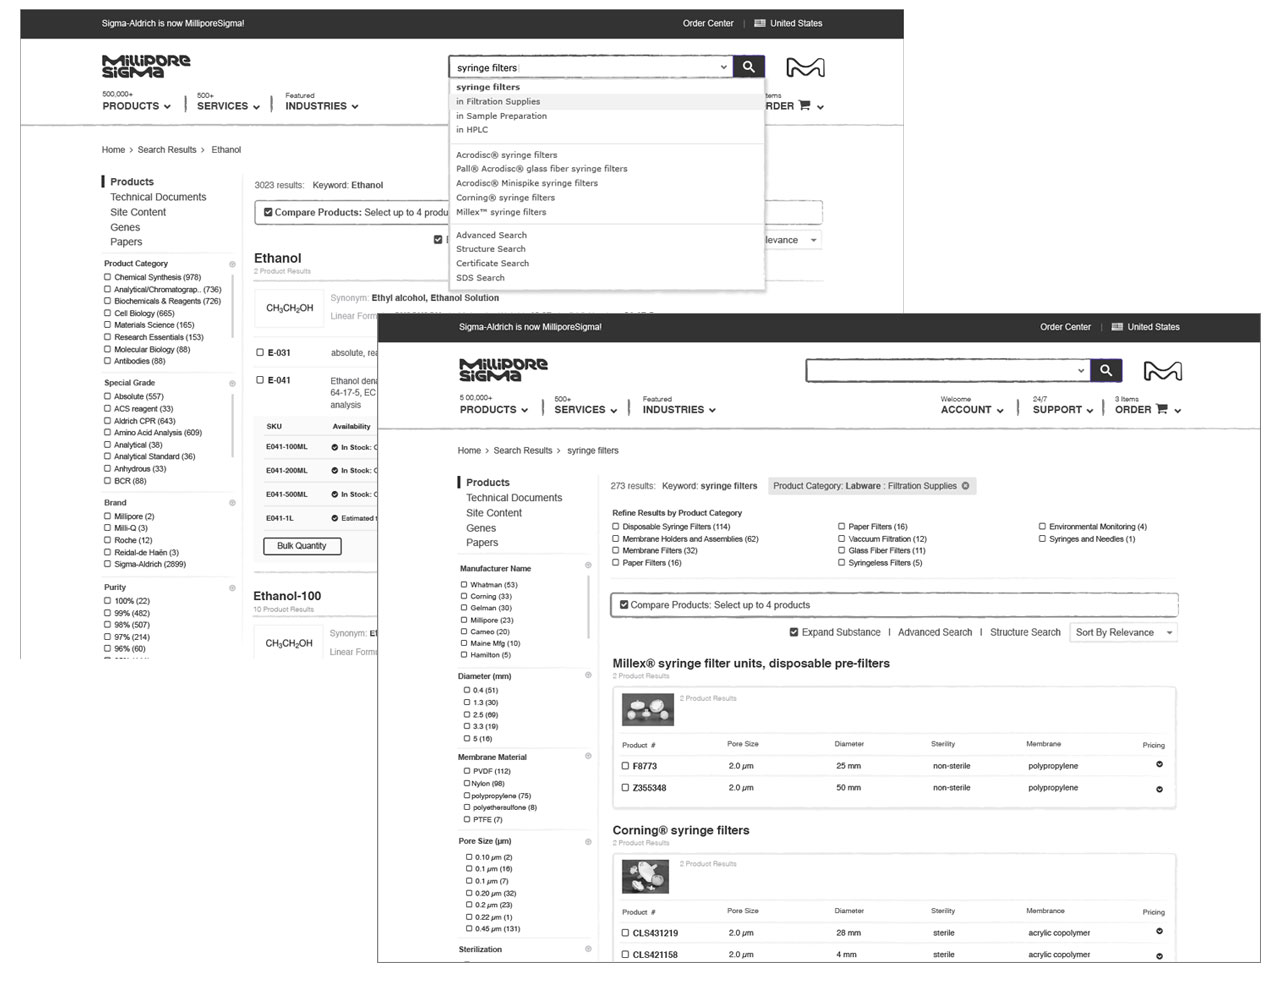 Sigma-Aldrich is now MilliporeSigma!
Order Center | United States
MILLIPORE
SIGMA
syringe filters
500,000+
PRODUCTS
500+
SERVICES
Featured
INDUSTRIES
Items
RDER
syringe filters
in Filtration Supplies
in Sample Preparation
in HPLC
Acrodisc® syringe filters
Pall® Acrodisc® glass fiber syringe filters
Acrodisc® Minispike syringe filters
Corning® syringe filters
Millex™ syringe filters
Advanced Search
Structure Search
Certificate Search
SDS Search
Home > Search Results > Ethanol
Products
Technical Documents
Site Content
Genes
Papers
Product Category
Chemical Synthesis (978)
Analytical/Chromatograp.. (736)
Biochemicals & Reagents (726)
Cell Biology (665)
Materials Science (165)
Research Essentials (153)
Molecular Biology (88)
Antibodies (88)
Special Grade
Absolute (557)
ACS reagent (33)
Aldrich CPR (643)
Amino Acid Analysis (609)
Analytical (38)
Analytical Standard (36)
Anhydrous (33)
BCR (88)
Brand
Millipore (2)
Milli-Q (3)
Roche (12)
Reidal-de Haën (3)
Sigma-Aldrich (2899)
Purity
100% (22)
99% (482)
98% (507)
97% (214)
96% (60)
3023 results: Keyword: Ethanol
Compare Products: Select up to 4 produ
levance
Ethanol
2 Product Results
CH3CH2OH
Synonym: Ethyl alcohol, Ethanol Solution
Linear Form
E-031 absolute, rea
E-041 Ethanol dena
64-17-5, EC
analysis
SKU Availability
E041-100ML In Stock:
E041-200ML In Stock:
E041-500ML In Stock:
E041-1L Estimated
Bulk Quantity
Ethanol-100
10 Product Results
CH3CH2OH
Synonym: Et
Linear Formu
Sigma-Aldrich is now MilliporeSigma!
Order Center | United States
MILLIPORE
SIGMA
5 00,000+
PRODUCTS
500+
SERVICES
Featured
INDUSTRIES
Welcome
ACCOUNT
24/7
SUPPORT
3 Items
ORDER
Home > Search Results > syringe filters
Products
Technical Documents
Site Content
Genes
Papers
Manufacturer Name
Whatman (53)
Corning (33)
Gelman (30)
Millipore (23)
Cameo (20)
Maine Mfg (10)
Hamilton (5)
Diameter (mm)
0.4 (51)
1.3 (30)
2.5 (69)
3.3 (19)
5 (16)
Membrane Material
PVDF (112)
Nylon (98)
polypropylene (75)
polyethersulfone (8)
PTFE (7)
Pore Size (µm)
0.10 µm (2)
0.1 µm (16)
0.1 µm (7)
0.20 µm (32)
0.2 µm (23)
0.22 µm (1)
0.45 µm (131)
Sterilization
273 results: Keyword: syringe filters Product Category: Labware : Filtration Supplies
Refine Results by Product Category
Disposable Syringe Filters (114)
Membrane Holders and Assemblies (62)
Membrane Filters (32)
Paper Filters (16)
Paper Filters (16)
Vaccuum Filtration (12)
Glass Fiber Filters (11)
Syringeless Filters (5)
Environmental Monitoring (4)
Syringes and Needles (1)
Compare Products: Select up to 4 products
Expand Substance | Advanced Search | Structure Search Sort By Relevance
Millex® syringe filter units, disposable pre-filters
2 Product Results
2 Product Results
Product # Pore Size Diameter Sterility Membrane Pricing
F8773 2.0 µm 25 mm non-sterile polypropylene
Z355348 2.0 µm 50 mm non-sterile polypropylene
Corning® syringe filters
2 Product Results
2 Product Results
Product # Pore Size Diameter Sterility Membrance Pricing
CLS431219 2.0 µm 28 mm sterile acrylic copolymer
CLS421158 2.0 µm 4 mm sterile acrylic copolymer